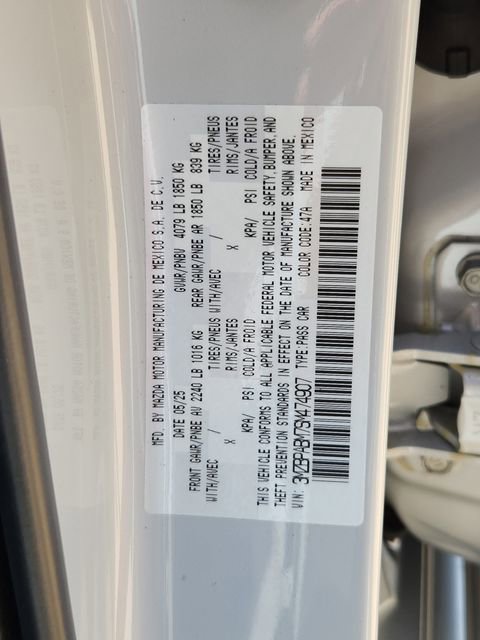 MFD. BY MAZDA MOTOR MANUFACTURING DE MEXICO S.A. DE C.V.
DATE 05/25 GVWR/PNBV 4079 LB 1850 KG
FRONT GAWR/PNBE AV 2240 LB 1016 KG REAR GAWR/PNBE AR 1850 LB 839 KG
WITH/AVEC TIRES/PNEUS WITH/AVEC TIRES/PNEUS
X RIMS/JANTES X RIMS/JANTES
KPA/ PSI COLD/A FROID KPA/ PSI COLD/A FROID
THIS VEHICLE CONFORMS TO ALL APPLICABLE FEDERAL MOTOR VEHICLE SAFETY, BUMPER, AND
THEFT PREVENTION STANDARDS IN EFFECT ON THE DATE OF MANUFACTURE SHOWN ABOVE.
VIN: 3MZBPABM7SM474907 TYPE:PASS CAR COLOR CODE:47A MADE IN MEXICO